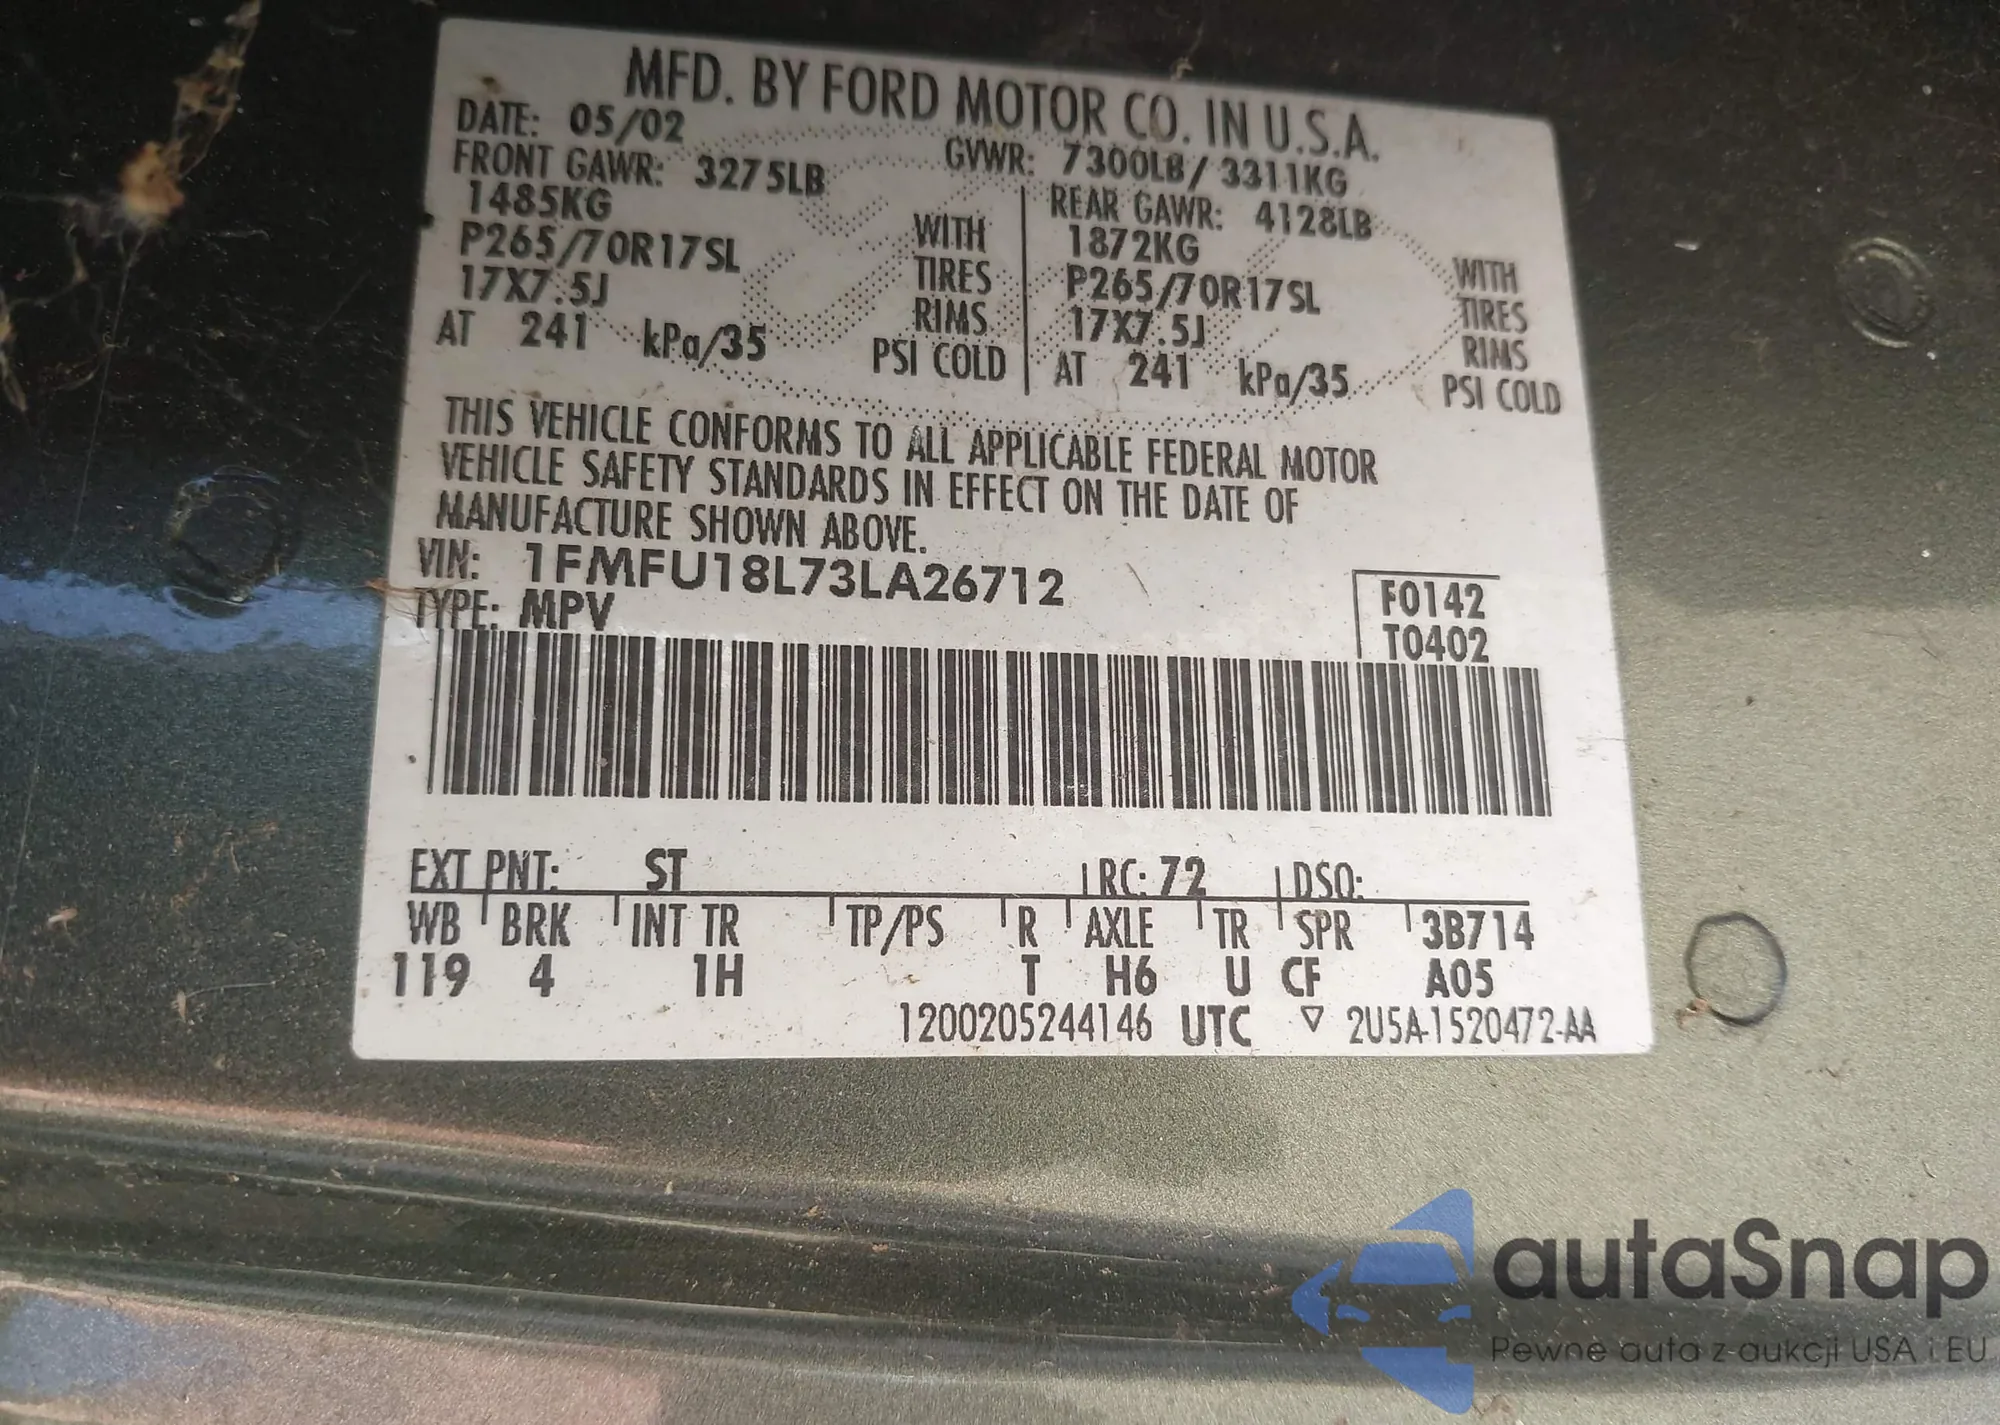 MFD. BY FORD MOTOR CO. IN U.S.A.
DATE: 05/02 GVWR: 7300LB/ 3311KG
FRONT GAWR: 3275LB REAR GAWR: 4128LB
1485KG WITH 1872KG WITH
P265/70R17SL TIRES P265/70R17SL TIRES
17X7.5J RIMS 17X7.5J RIMS
AT 241 kPa/35 PSI COLD AT 241 kPa/35 PSI COLD
THIS VEHICLE CONFORMS TO ALL APPLICABLE FEDERAL MOTOR
VEHICLE SAFETY STANDARDS IN EFFECT ON THE DATE OF
MANUFACTURE SHOWN ABOVE.
VIN: 1FMFU18L73LA26712
TYPE: MPV
F0142
T0402
EXT PNT: ST RC: 72 DSO:
WB BRK INT TR TP/PS R AXLE TR SPR 3B714
119 4 1H T H6 U CF A05
1200205244146 UTC ▽ 2U5A-1520472-AA
autaSnap
Pewne auta z aukcji USA i EU